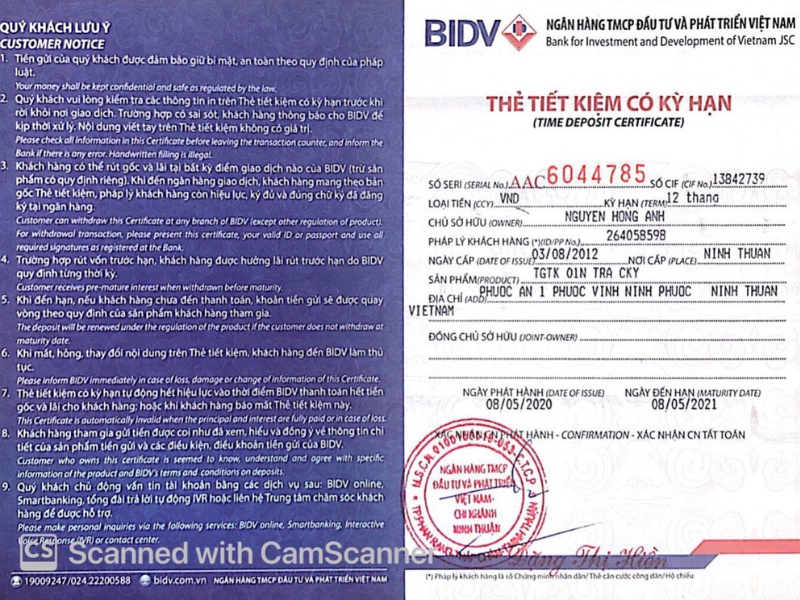 QUÝ KHÁCH LƯU Ý
CUSTOMER NOTICE
1. Tiền gửi của quý khách được đảm bảo giữ bí mật, an toàn theo quy định của pháp
luật.
Your money shall be kept confidential and safe as regulated by the law.
2. Quý khách vui lòng kiểm tra các thông tin in trên Thẻ tiết kiệm có kỳ hạn trước khi
rời khỏi nơi giao dịch. Trường hợp có sai sót, khách hàng thông báo cho BIDV để
kịp thời xử lý. Nội dung viết tay trên Thẻ tiết kiệm không có giá trị.
Please check all information in this Certificate before leaving the transaction counter, and inform the
Bank if there is any error. Handwritten filling is illegal.
3. Khách hàng có thể rút gốc và lãi tại bất kỳ điểm giao dịch nào của BIDV (trừ sản
phẩm có quy định riêng). Khi đến ngân hàng giao dịch, khách hàng mang theo bản
gốc Thẻ tiết kiệm, pháp lý khách hàng còn hiệu lực, ký đủ và đúng chữ ký đã đăng
ký tại ngân hàng.
Customer can withdraw this Certificate at any branch of BIDV (except other regulation of product).
For withdrawal transaction, please present this certificate, your valid ID or passport and use all
required signatures as registered at the Bank.
4. Trường hợp rút vốn trước hạn, khách hàng được hưởng lãi rút trước hạn do BIDV
quy định từng thời kỳ.
Customer receives pre-mature interest when withdrawn before maturity.
5. Khi đến hạn, nếu khách hàng chưa đến thanh toán, khoản tiền gửi sẽ được quay
vòng theo quy định của sản phẩm khách hàng tham gia.
The deposit will be renewed under the regulation of the product if the customer does not withdraw at
maturity date.
6. Khi mất, hỏng, thay đổi nội dung trên Thẻ tiết kiệm, khách hàng đến BIDV làm thủ
tục.
Please inform BIDV immediately in case of loss, damage or change of information of this Certificate.
7. Thẻ tiết kiệm có kỳ hạn tự động hết hiệu lực vào thời điểm BIDV thanh toán hết tiền
gốc và lãi cho khách hàng; hoặc khi khách hàng báo mất Thẻ tiết kiệm này.
This Certificate is automatically invalid when the principal and interest are fully paid or in case of loss.
8. Khách hàng tham gia gửi tiền được coi như đã xem, hiểu và đồng ý về thông tin chi
tiết của sản phẩm tiền gửi và các điều kiện, điều khoản tiền gửi của BIDV.
Customer who owns this certificate is seemed to know, understand and agree with specific
information of the product and BIDV's terms and conditions on deposits.
9. Quý khách chủ động vấn tin tài khoản bằng các dịch vụ sau: BIDV online,
Smartbanking, tổng đài trả lời tự động IVR hoặc liên hệ Trung tâm chăm sóc khách
hàng để được hỗ trợ.
Please make personal inquiries via the following services: BIDV online, Smartbanking, Interactive
Voice Response (IVR) or contact center.
CS Scanned with CamScanner
19009247/024.22200588 bidv.com.vn NGÂN HÀNG TMCP ĐẦU TƯ VÀ PHÁT TRIỂN VIỆT NAM
BIDV NGÂN HÀNG TMCP ĐẦU TƯ VÀ PHÁT TRIỂN VIỆT NAM
Bank for Investment and Development of Vietnam JSC
THẺ TIẾT KIỆM CÓ KỲ HẠN
(TIME DEPOSIT CERTIFICATE)
SỐ SERI (SERIAL No.) AAC 6044785 SỐ CIF (CIF No.) 13842739
LOẠI TIỀN (CCY) VND KỲ HẠN (TERM) 12 thang
CHỦ SỞ HỮU (OWNER) NGUYEN HONG ANH
PHÁP LÝ KHÁCH HÀNG (*)(ID/PP No.) 264058598
NGÀY CẤP (DATE OF ISSUE) 03/08/2012 NƠI CẤP (PLACE) NINH THUAN
SẢN PHẨM (PRODUCT) TGTK 01N TRA CKY
ĐỊA CHỈ (ADD) PHUOC AN 1 PHUOC VINH NINH PHUOC NINH THUAN
VIETNAM
ĐỒNG CHỦ SỞ HỮU (JOINT-OWNER)
NGÀY PHÁT HÀNH (DATE OF ISSUE) NGÀY ĐẾN HẠN (MATURITY DATE)
08/05/2020 08/05/2021
XÁC NHẬN CN PHÁT HÀNH - CONFIRMATION - XÁC NHẬN CN TẤT TOÁN
NGÂN HÀNG TMCP
ĐẦU TƯ VÀ PHÁT TRIỂN
VIỆT NAM-
CHI NHÁNH
NINH THUẬN
Đặng Thị Hiền
(*) Pháp lý khách hàng là số Chứng minh nhân dân/ Thẻ căn cước công dân/ Hộ chiếu